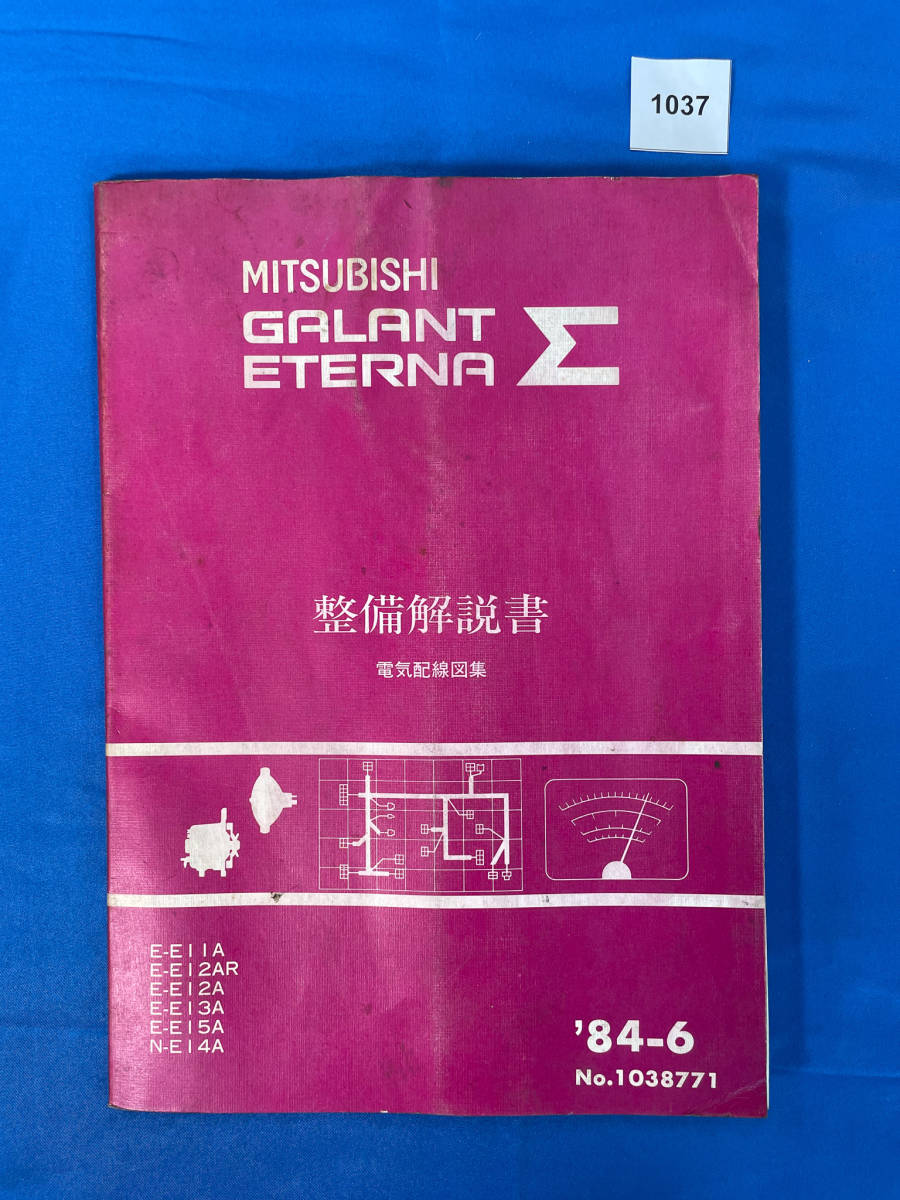 1037
MITSUBISHI
GALANT
ETERNA Σ
整備解説書
電気配線図集
E-E11A
E-E12AR
E-E12A
E-E13A
E-E15A
N-E14A
'84-6
No.1038771